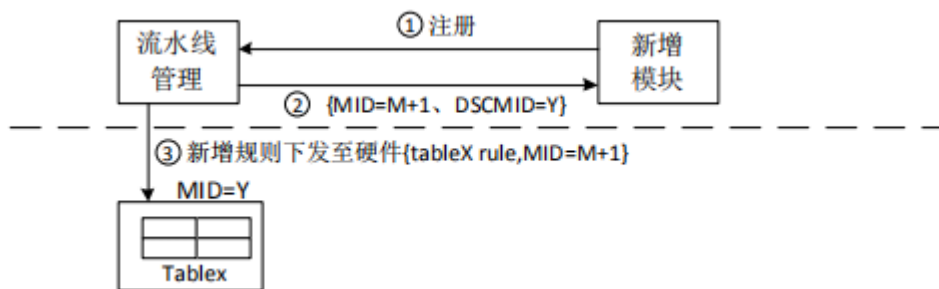 ① 注册
流水线
管理
新增
模块
② {MID=M+1、DSCMID=Y}
③ 新增规则下发至硬件{tableX rule,MID=M+1}
MID=Y
Tablex